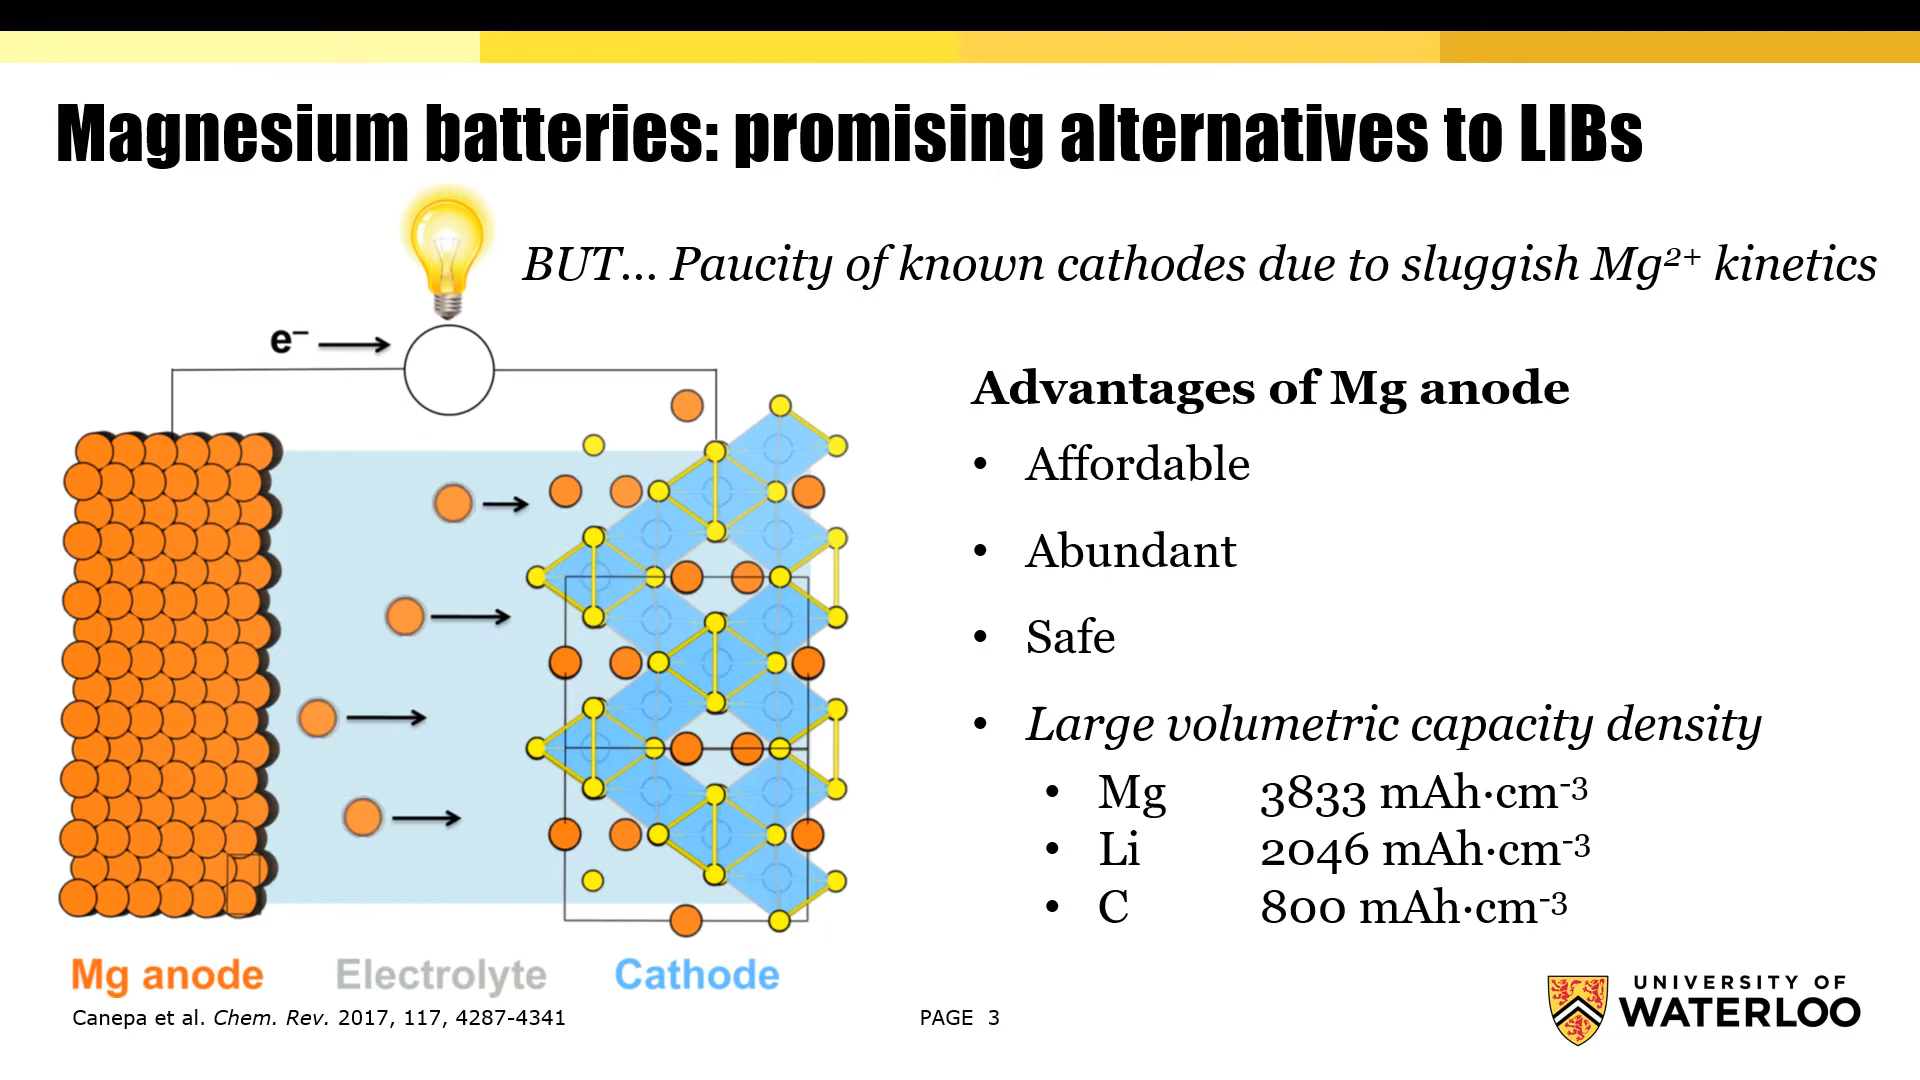 Magnesium batteries: promising alternatives to LIBs
BUT... Paucity of known cathodes due to sluggish Mg²⁺ kinetics
e⁻
Advantages of Mg anode
• Affordable
• Abundant
• Safe
• Large volumetric capacity density
• Mg 3833 mAh·cm⁻³
• Li 2046 mAh·cm⁻³
• C 800 mAh·cm⁻³
Mg anode Electrolyte Cathode
Canepa et al. Chem. Rev. 2017, 117, 4287-4341
PAGE 3
UNIVERSITY OF
WATERLOO